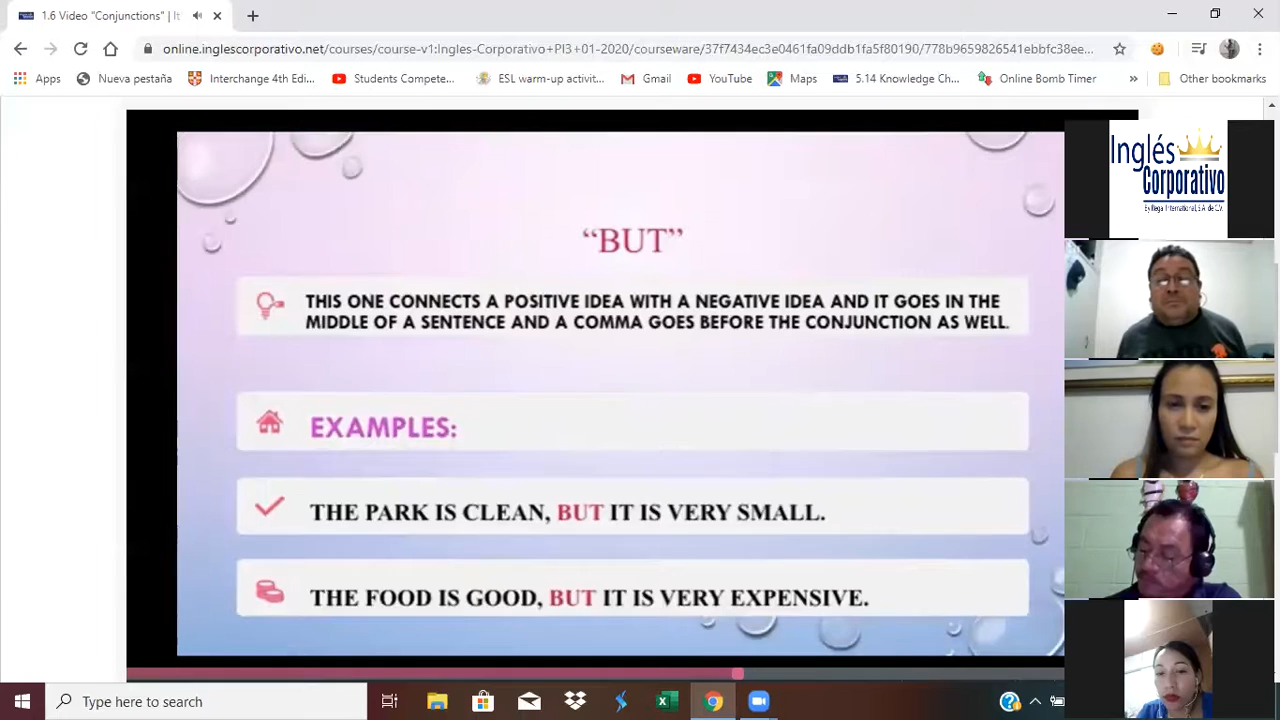 1.6 Video "Conjunctions" | It
online.inglescorporativo.net/courses/course-v1:Ingles-Corporativo+PI3+01-2020/courseware/37f7434ec3e0461fa09ddb1fa5f80190/778b9659826541ebbfc38ee...
Apps
Nueva pestaña
Interchange 4th Edi...
Students Compete...
ESL warm-up activit...
Gmail
YouTube
Maps
5.14 Knowledge Ch...
Online Bomb Timer
»
Other bookmarks
Inglés
Corporativo
"BUT"
THIS ONE CONNECTS A POSITIVE IDEA WITH A NEGATIVE IDEA AND IT GOES IN THE
MIDDLE OF A SENTENCE AND A COMMA GOES BEFORE THE CONJUNCTION AS WELL.
EXAMPLES:
THE PARK IS CLEAN, BUT IT IS VERY SMALL.
THE FOOD IS GOOD, BUT IT IS VERY EXPENSIVE.
Type here to search